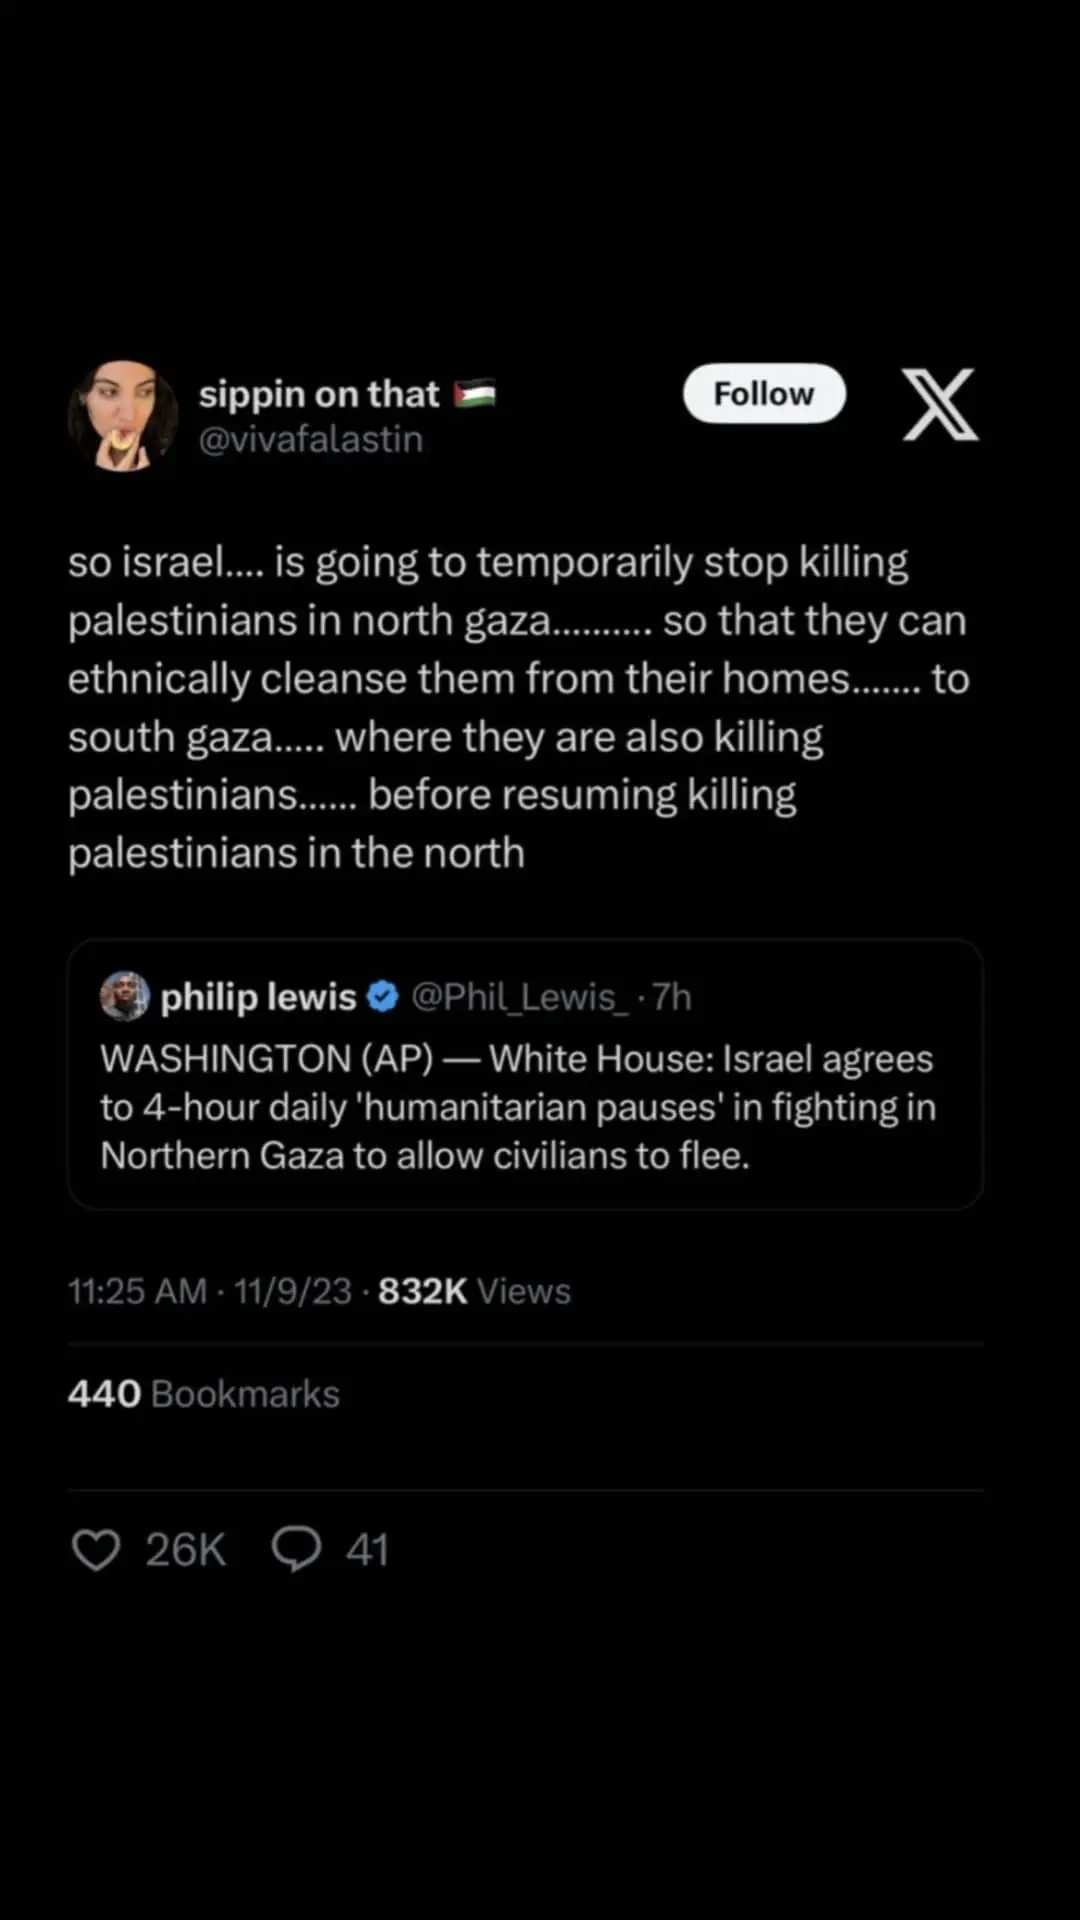 sippin on that 🇵🇸
Follow
@vivafalastin
so israel.... is going to temporarily stop killing
palestinians in north gaza.......... so that they can
ethnically cleanse them from their homes....... to
south gaza..... where they are also killing
palestinians...... before resuming killing
palestinians in the north
philip lewis @Phil_Lewis_ · 7h
WASHINGTON (AP) — White House: Israel agrees
to 4-hour daily 'humanitarian pauses' in fighting in
Northern Gaza to allow civilians to flee.
11:25 AM · 11/9/23 · 832K Views
440 Bookmarks
26K 41